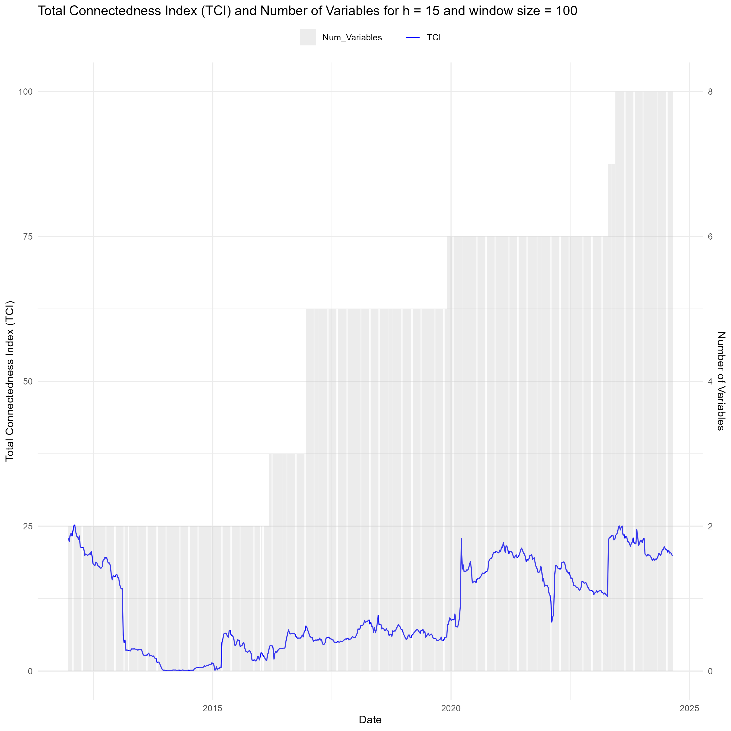 Total Connectedness Index (TCI) and Number of Variables for h = 15 and window size = 100
Num_Variables TCI
100
75
50
25
0
8
6
4
2
0
Total Connectedness Index (TCI)
Number of Variables
2015 2020 2025
Date